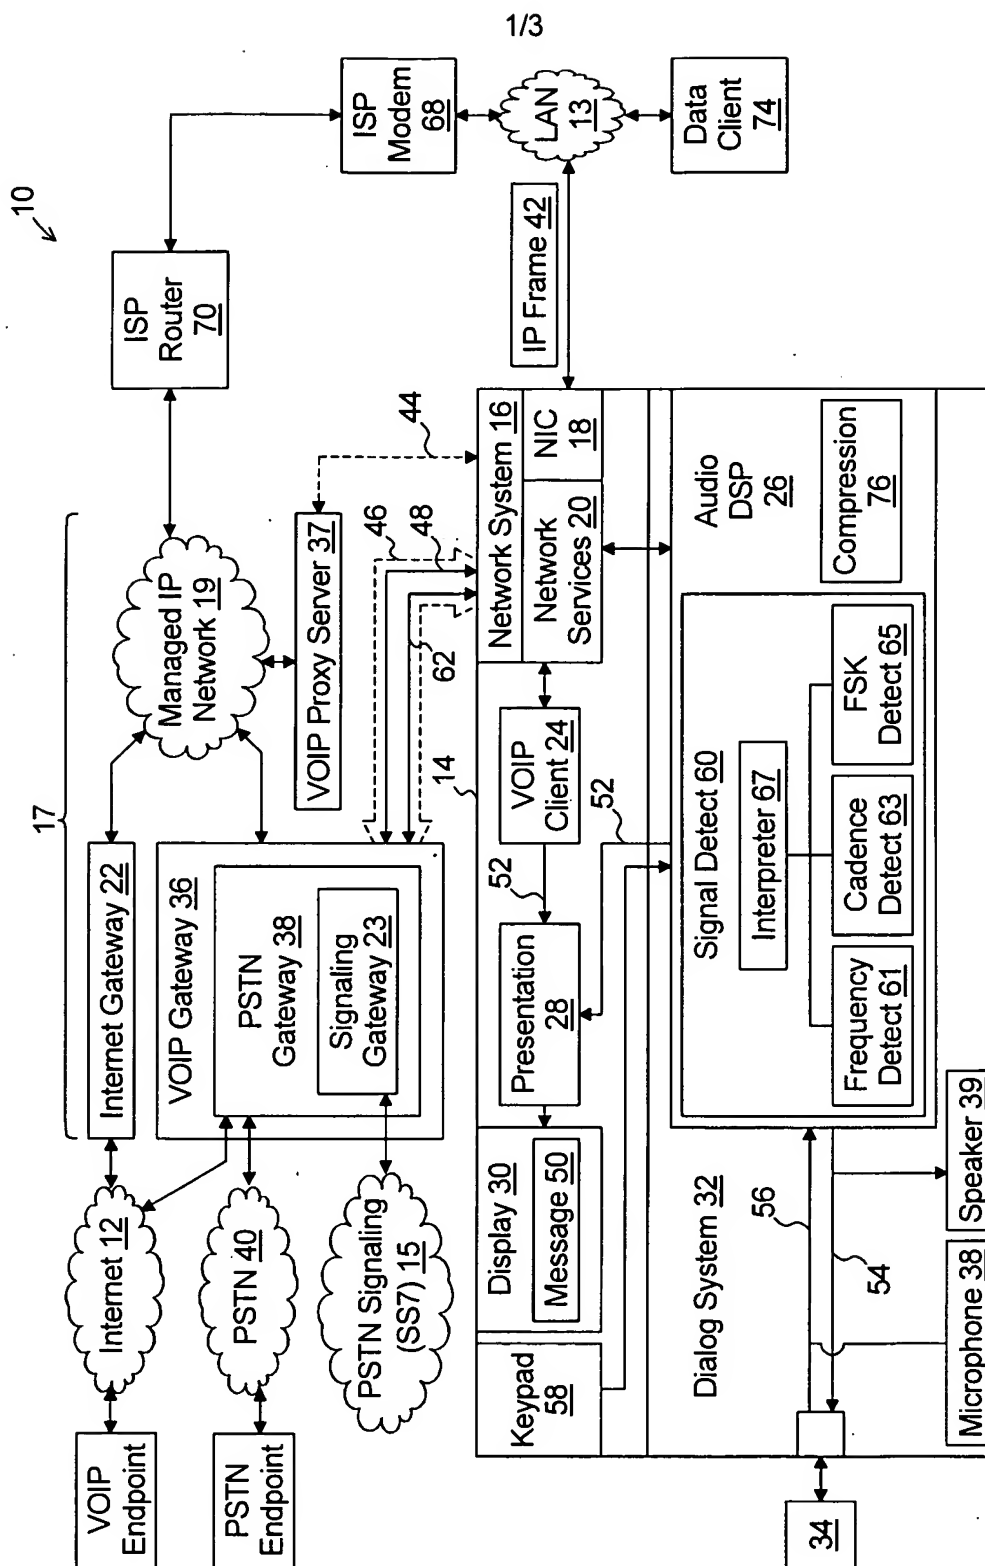 1/3
10
17
VOIP
Endpoint
PSTN
Endpoint
Internet 12
PSTN 40
PSTN Signaling
(SS7) 15
Internet Gateway 22
VOIP Gateway 36
PSTN
Gateway 38
Signaling
Gateway 23
Managed IP
Network 19
VOIP Proxy Server 37
ISP
Router
70
ISP
Modem
68
LAN
13
Data
Client
74
IP Frame 42
44
46
48
62
14
Network System 16
NIC
18
Network
Services 20
VOIP
Client 24
52
52
Presentation
28
Display 30
Message 50
Keypad
58
Dialog System 32
56
54
34
Microphone 38
Speaker 39
Audio
DSP
26
Compression
76
Signal Detect 60
Interpreter 67
Frequency
Detect 61
Cadence
Detect 63
FSK
Detect 65